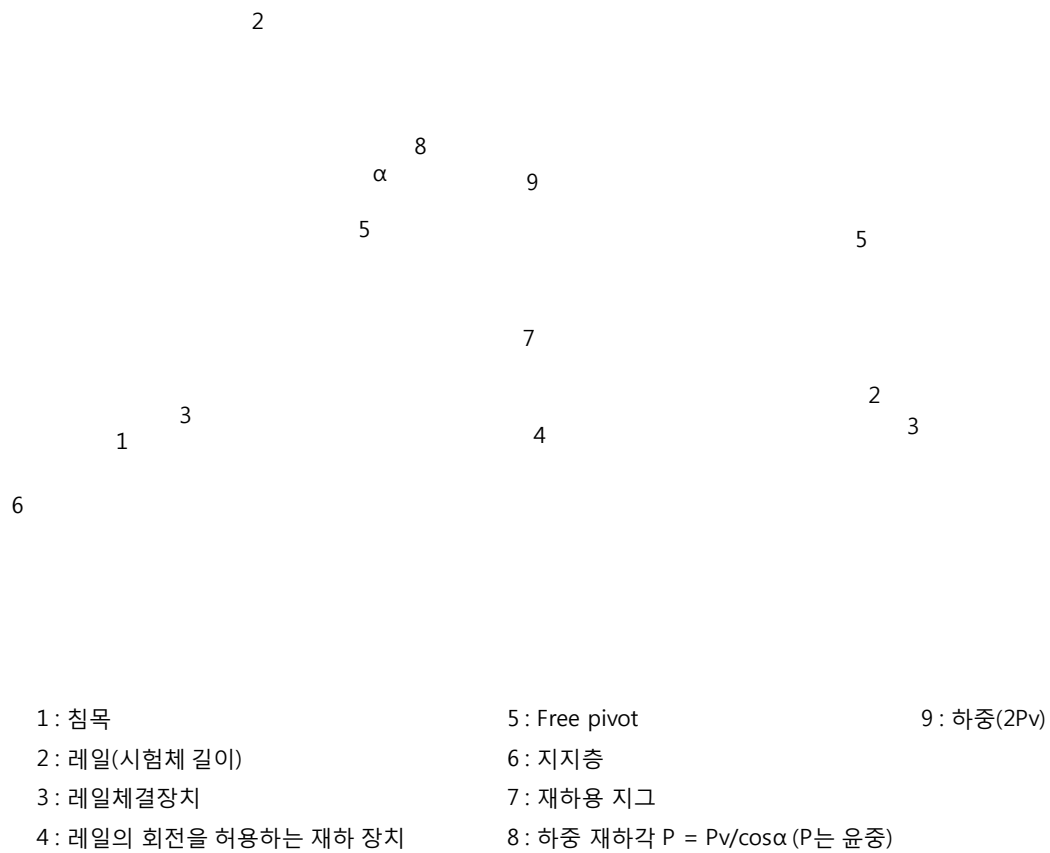 2
8
α
9
5
5
7
2
3
3
1
4
6
1 : 침목
5 : Free pivot
9 : 하중(2Pv)
2 : 레일(시험체 길이)
6 : 지지층
3 : 레일체결장치
7 : 재하용 지그
4 : 레일의 회전을 허용하는 재하 장치
8 : 하중 재하각 P = Pv/cosα (P는 윤중)